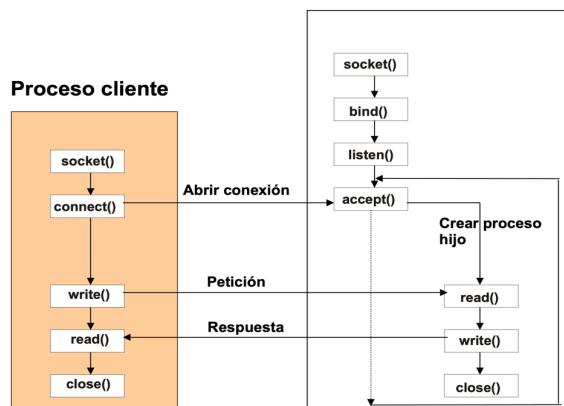 Proceso cliente
socket()
connect()
write()
read()
close()
Abrir conexión
Petición
Respuesta
socket()
bind()
listen()
accept()
Crear proceso
hijo
read()
write()
close()